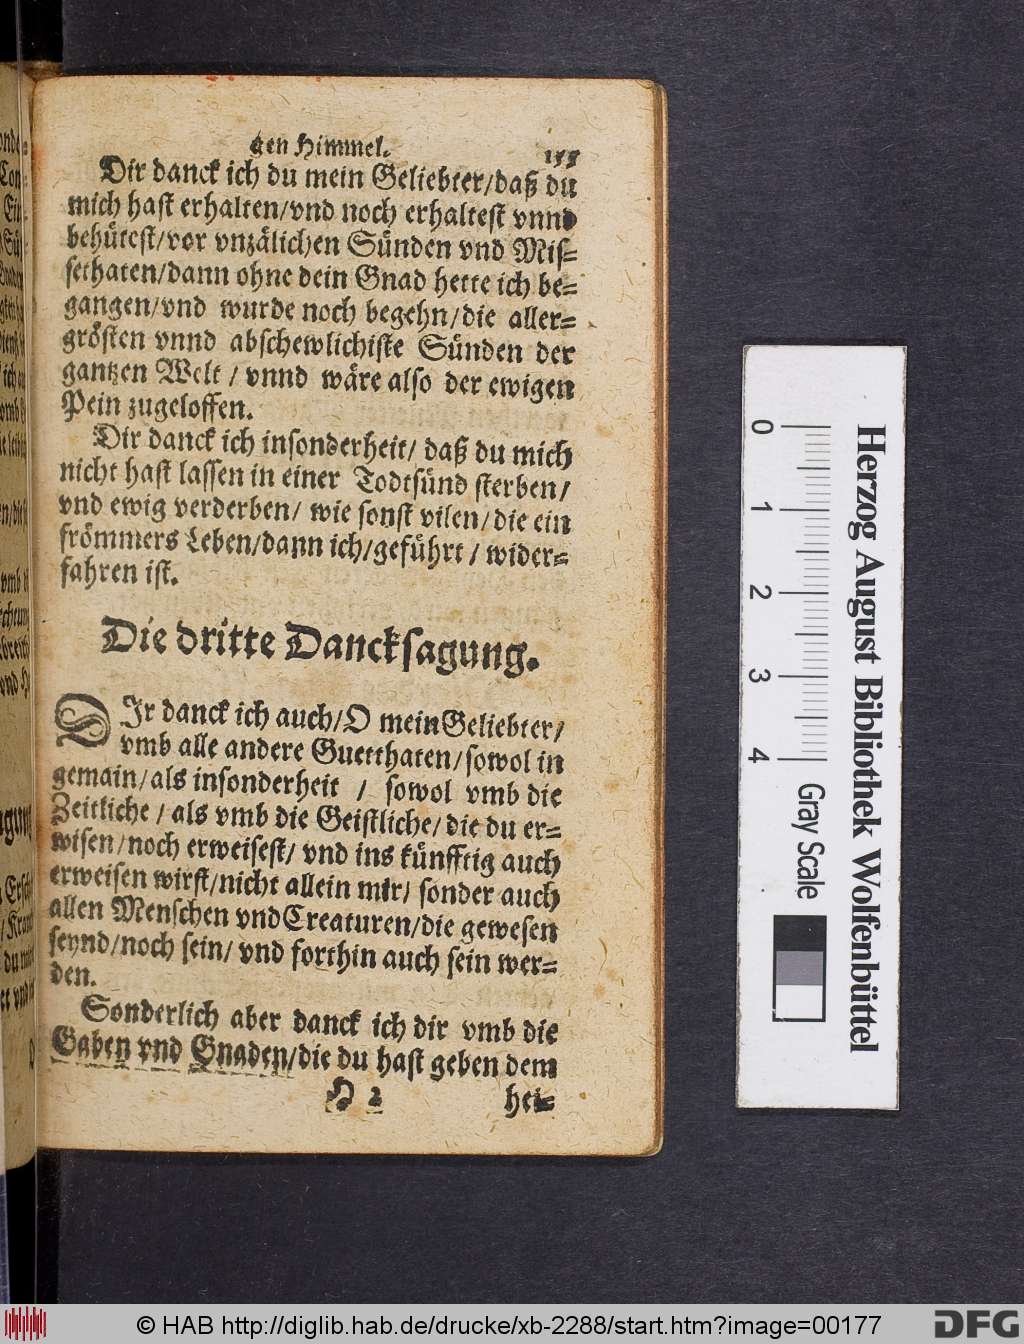 gen Himmel. 155
Dir danck ich du mein Geliebter/daß du
mich hast erhalten/vnd noch erhaltest vnnd
behütest/vor vnzälichen Sünden vnd Mis-
sethaten/dann ohne dein Gnad hette ich be-
gangen/vnd wurde noch begehn/die aller-
grösten vnnd abschewlichiste Sünden der
gantzen Welt / vnnd wäre also der ewigen
Pein zugeloffen.
Dir danck ich insonderheit/ daß du mich
nicht hast lassen in einer Todtsünd sterben/
vnd ewig verderben/ wie sonst vilen/die ein
frömmers Leben/dann ich/geführt / wider-
fahren ist.
Die dritte Dancksagung.
DIr danck ich auch/O mein Geliebter/
vmb alle andere Guetthaten/sowol in
gemain/als insonderheit / sowol vmb die
Zeitliche / als vmb die Geistliche/die du er-
wisen/noch erweisest/ vnd ins künfftig auch
erweisen wirst/nicht allein mir/ sonder auch
allen Menschen vnd Creaturen/die gewesen
seynd/noch sein/ vnd forthin auch sein wer-
den.
Sonderlich aber danck ich dir vmb die
Gaben vnd Gnaden/die du hast geben dem
H 2 hei-
0 1 2 3 4 Gray Scale
Herzog August Bibliothek Wolfenbüttel
© HAB http://diglib.hab.de/drucke/xb-2288/start.htm?image=00177
DFG